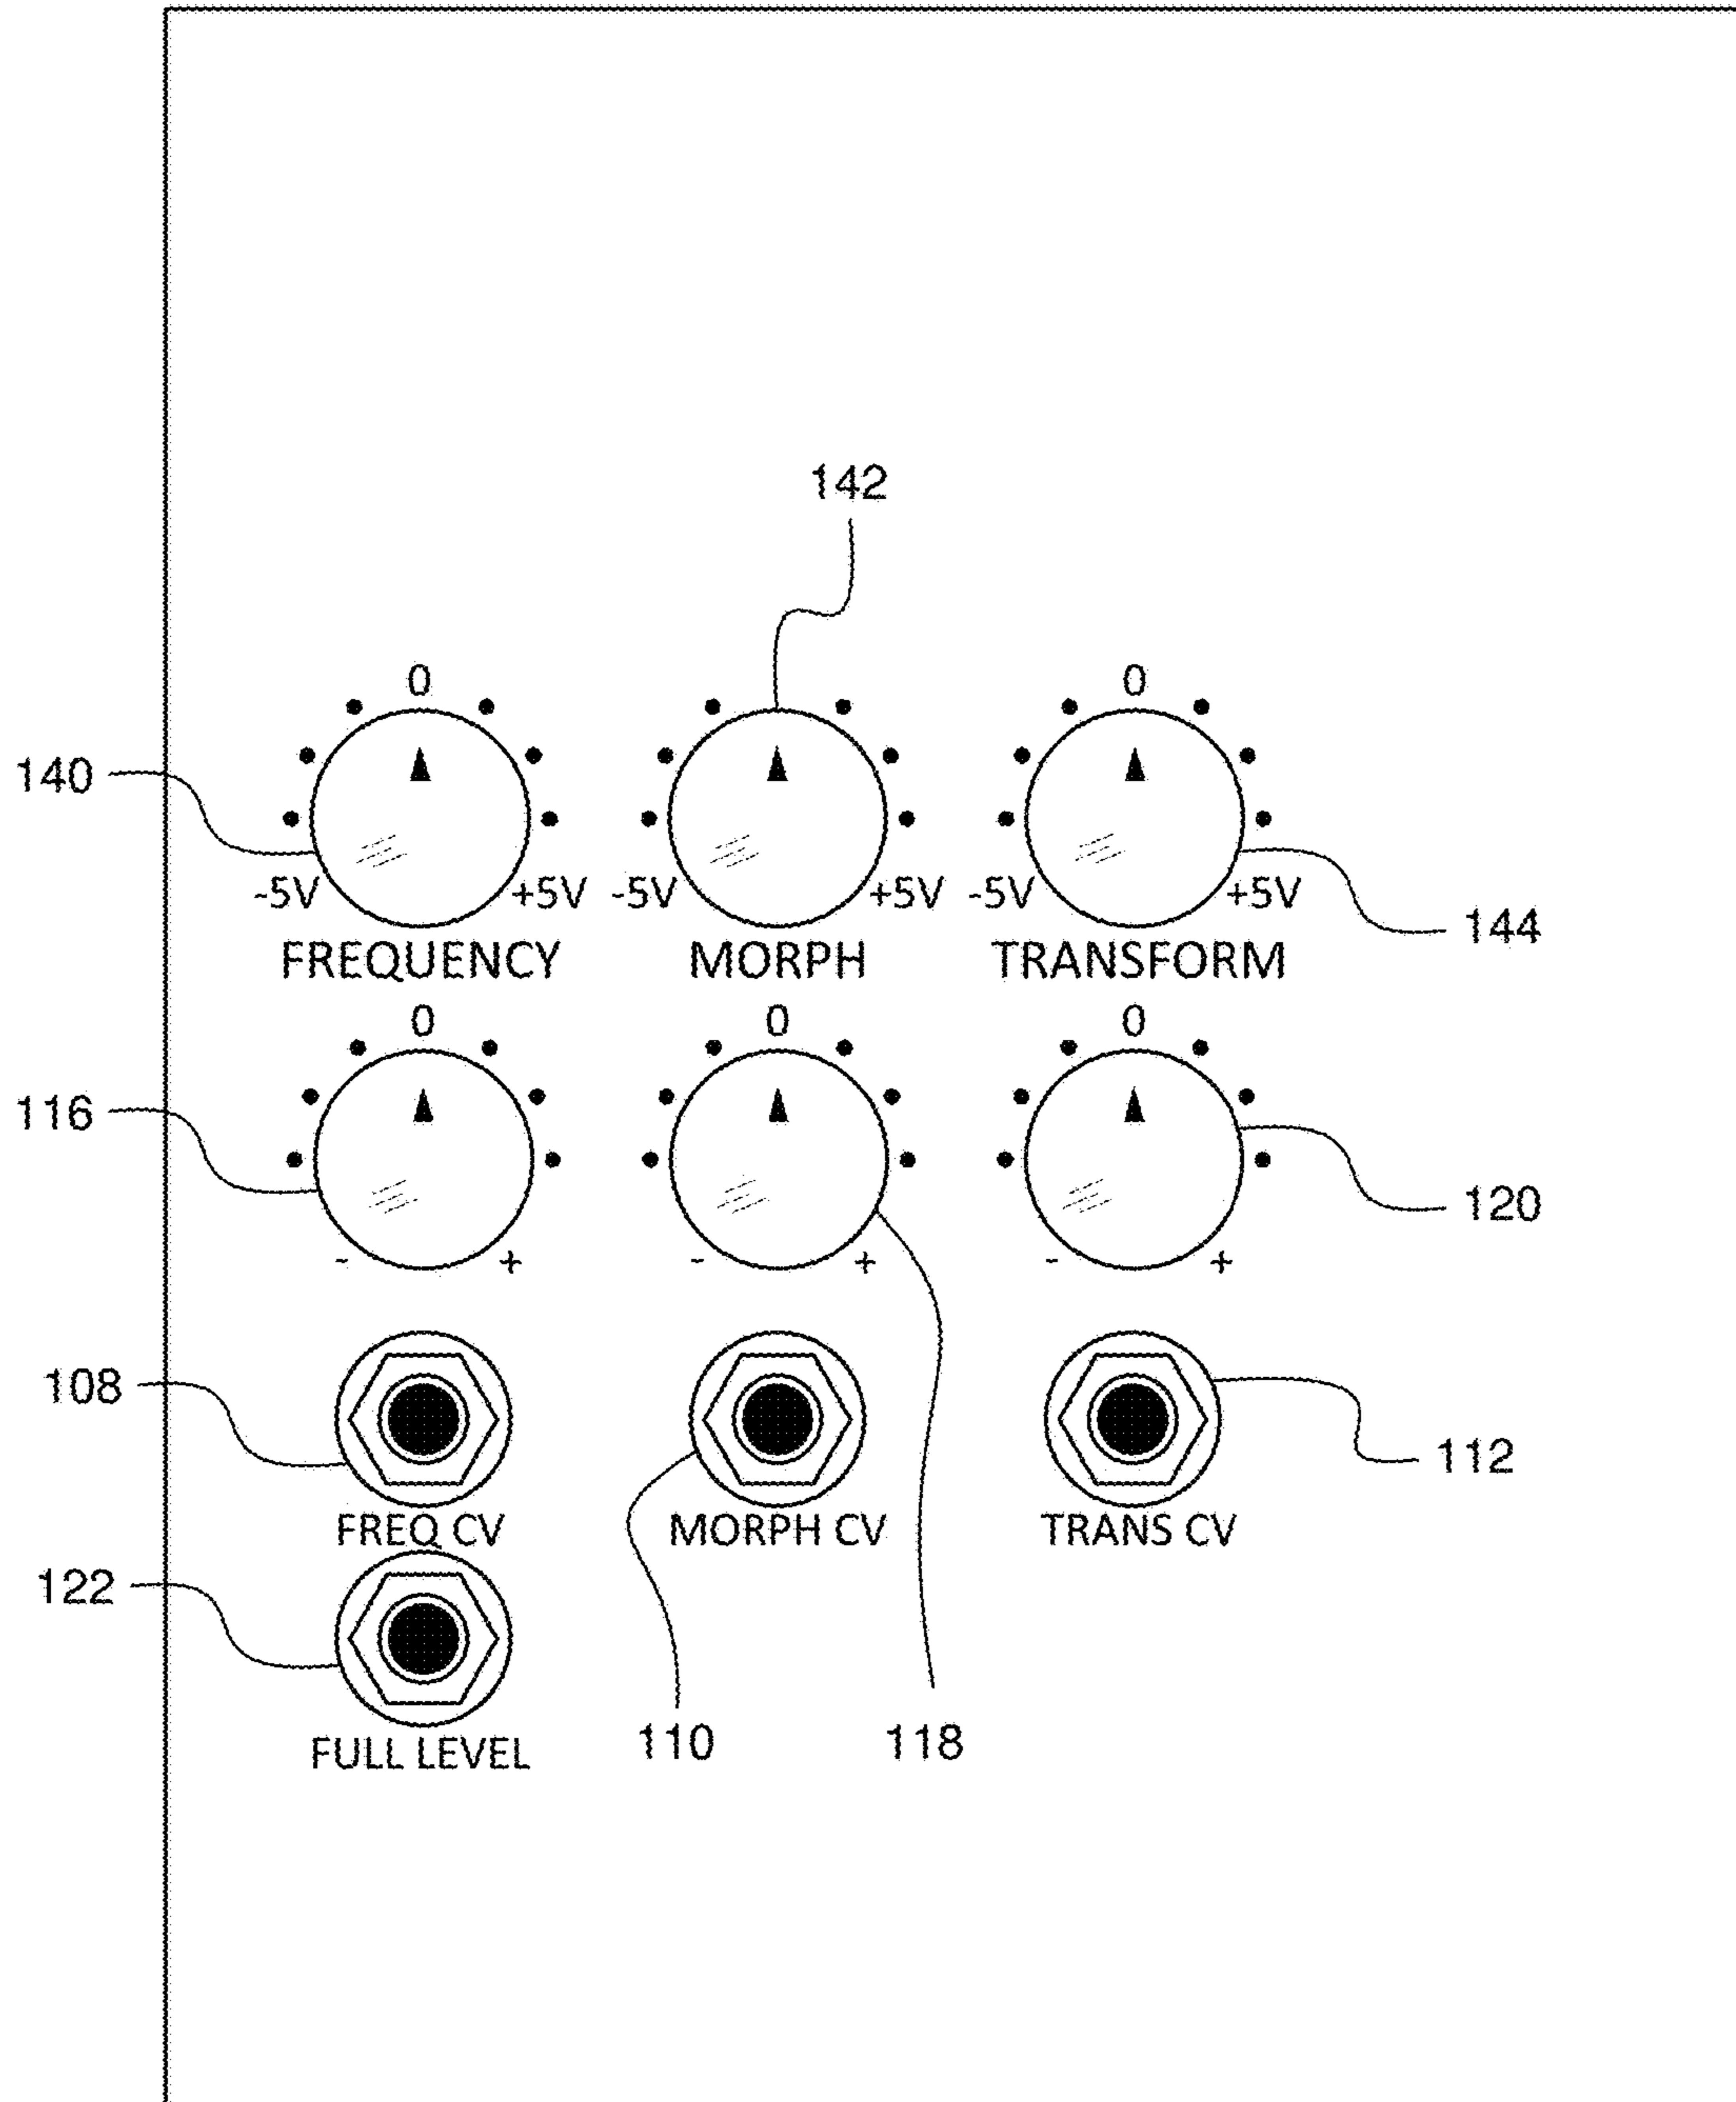 142
0 0
140
-5V +5V -5V +5V -5V +5V
144
FREQUENCY MORPH TRANSFORM
0 0 0
116
120
- + - + - +
108
112
FREQ CV MORPH CV TRANS CV
122
110 118
FULL LEVEL